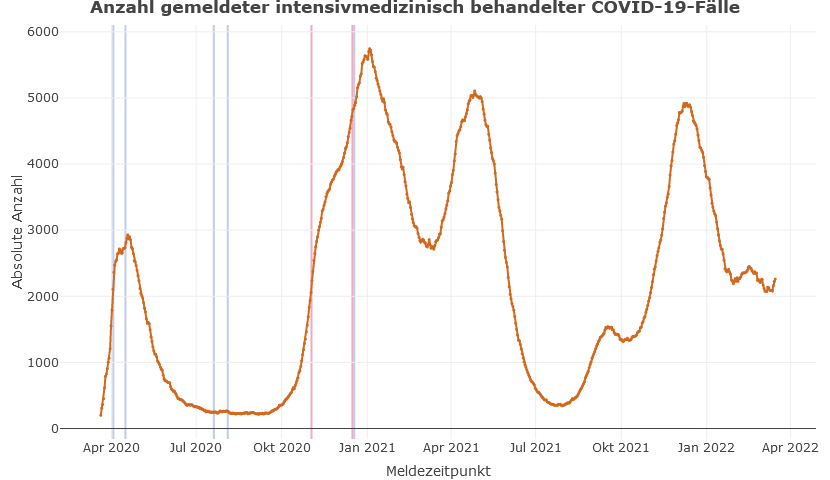 Anzahl gemeldeter intensivmedizinisch behandelter COVID-19-Fälle
6000
5000
4000
3000
2000
1000
0
Absolute Anzahl
Apr 2020 Jul 2020 Okt 2020 Jan 2021 Apr 2021 Jul 2021 Okt 2021 Jan 2022 Apr 2022
Meldezeitpunkt